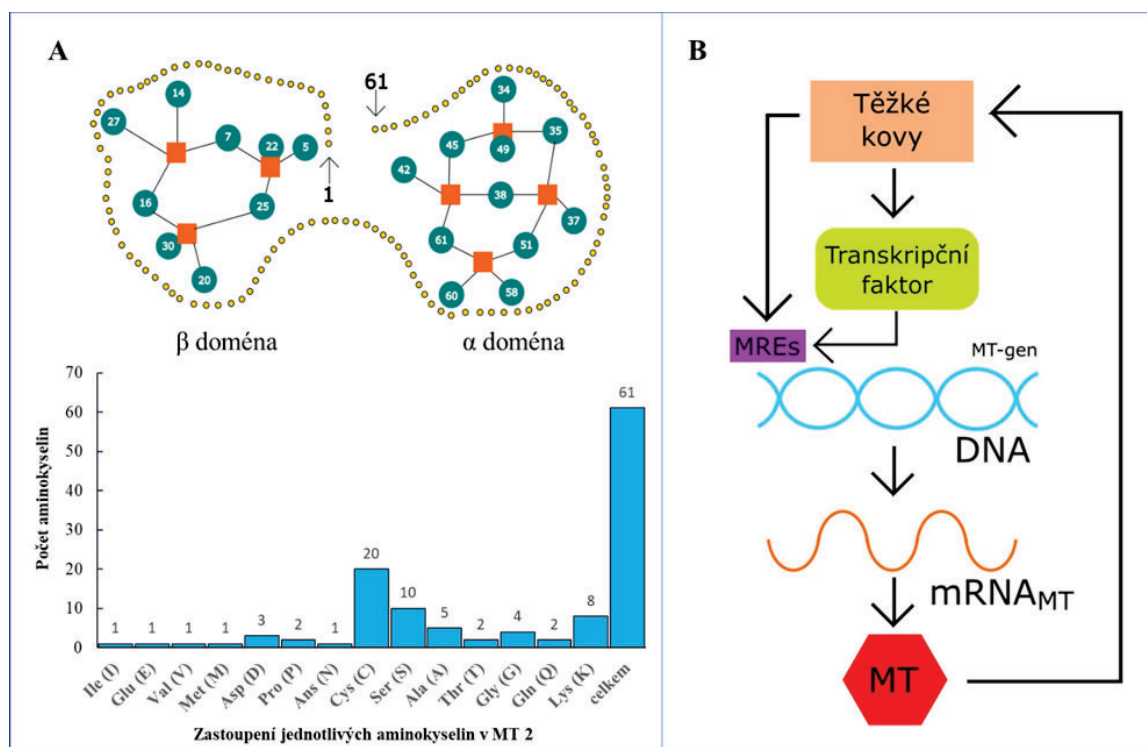 A
61
14
27
7
22
5
1
16
25
30
20
34
45
49
35
42
38
37
61
51
60
58
β doména
α doména
Počet aminokyselin
70
60
50
40
30
20
10
0
1
1
1
1
3
2
1
20
10
5
2
4
2
8
61
Ile (I)
Glu (E)
Val (V)
Met (M)
Asp (D)
Pro (P)
Ans (N)
Cys (C)
Ser (S)
Ala (A)
Thr (T)
Gly (G)
Gln (Q)
Lys (K)
celkem
Zastoupení jednotlivých aminokyselin v MT 2
B
Těžké
kovy
Transkripční
faktor
MREs
MT-gen
DNA
mRNAMT
MT